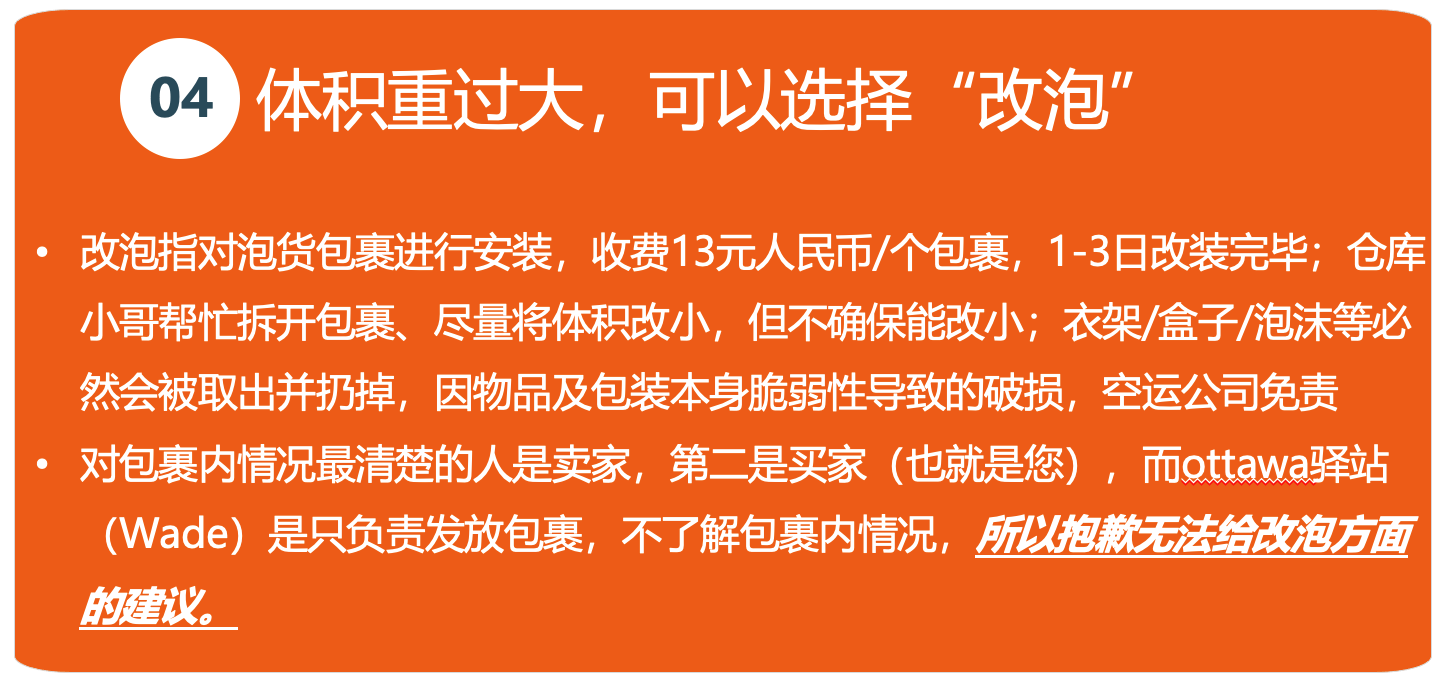 04 体积重过大，可以选择“改泡”
• 改泡指对泡货包裹进行安装，收费13元人民币/个包裹，1-3日改装完毕；仓库
小哥帮忙拆开包裹、尽量将体积改小，但不确保能改小；衣架/盒子/泡沫等必
然会被取出并扔掉，因物品及包装本身脆弱性导致的破损，空运公司免责
• 对包裹内情况最清楚的人是卖家，第二是买家（也就是您），而ottawa驿站
（Wade）是只负责发放包裹，不了解包裹内情况，所以抱歉无法给改泡方面
的建议。